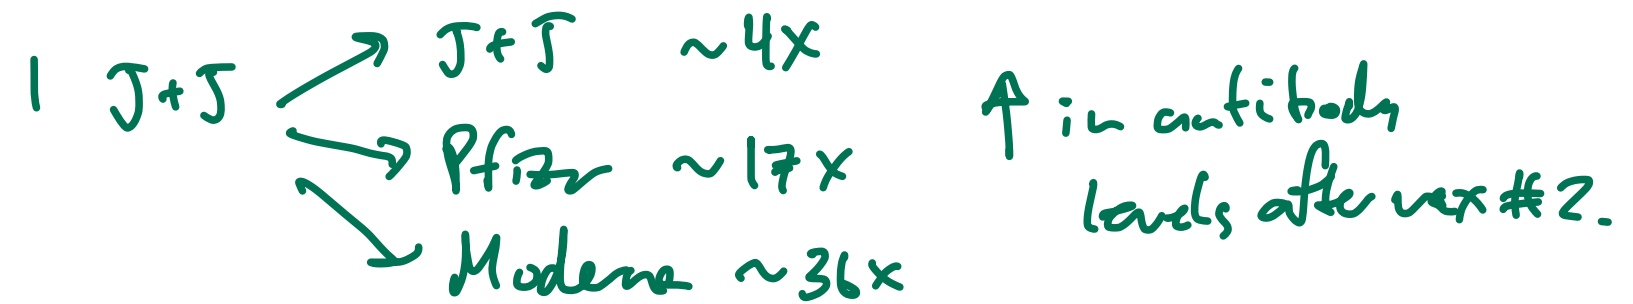 J+J ~4x
1 J+J
↑ in antibody
Pfizer ~17x
levels after vax #2.
Moderna ~36x